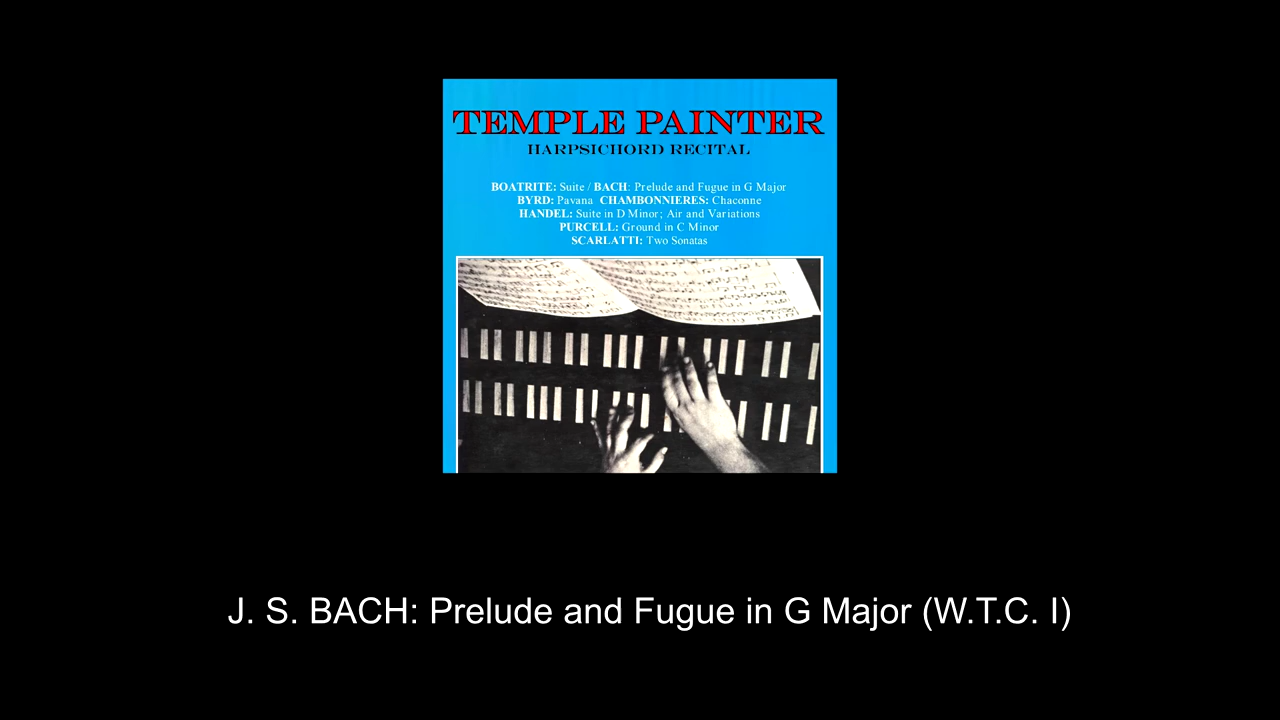 TEMPLE PAINTER
HARPSICHORD RECITAL
BOATRITE: Suite / BACH: Prelude and Fugue in G Major
BYRD: Pavana CHAMBONNIERES: Chaconne
HANDEL: Suite in D Minor; Air and Variations
PURCELL: Ground in C Minor
SCARLATTI: Two Sonatas
J. S. BACH: Prelude and Fugue in G Major (W.T.C. I)